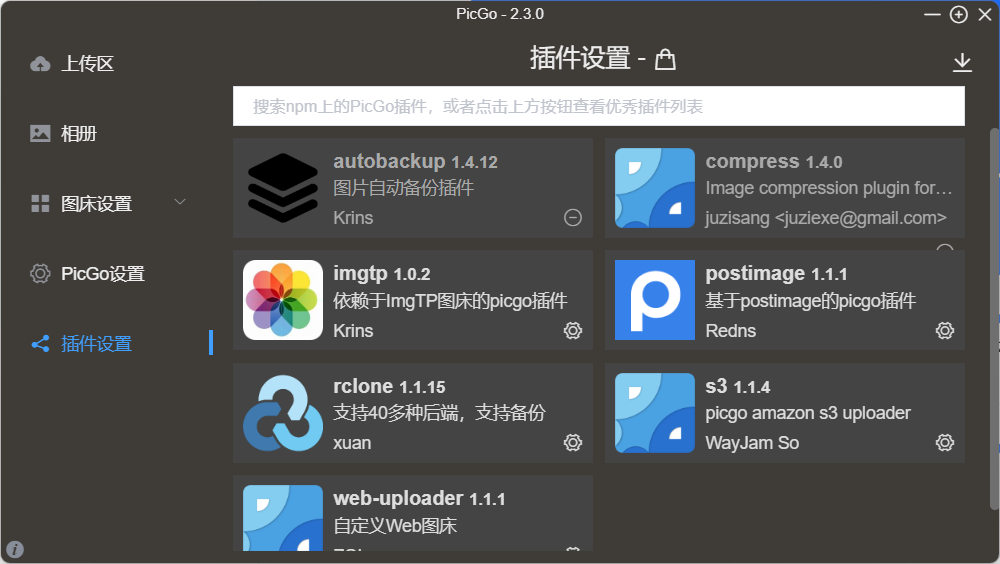 PicGo - 2.3.0
上传区
相册
图床设置
PicGo设置
插件设置
插件设置 -
搜索npm上的PicGo插件，或者点击上方按钮查看优秀插件列表
autobackup 1.4.12
图片自动备份插件
Krins
compress 1.4.0
Image compression plugin for…
juzisang <juziexe@gmail.com>
imgtp 1.0.2
依赖于ImgTP图床的picgo插件
Krins
postimage 1.1.1
基于postimage的picgo插件
Redns
rclone 1.1.15
支持40多种后端，支持备份
xuan
s3 1.1.4
picgo amazon s3 uploader
WayJam So
web-uploader 1.1.1
自定义Web图床